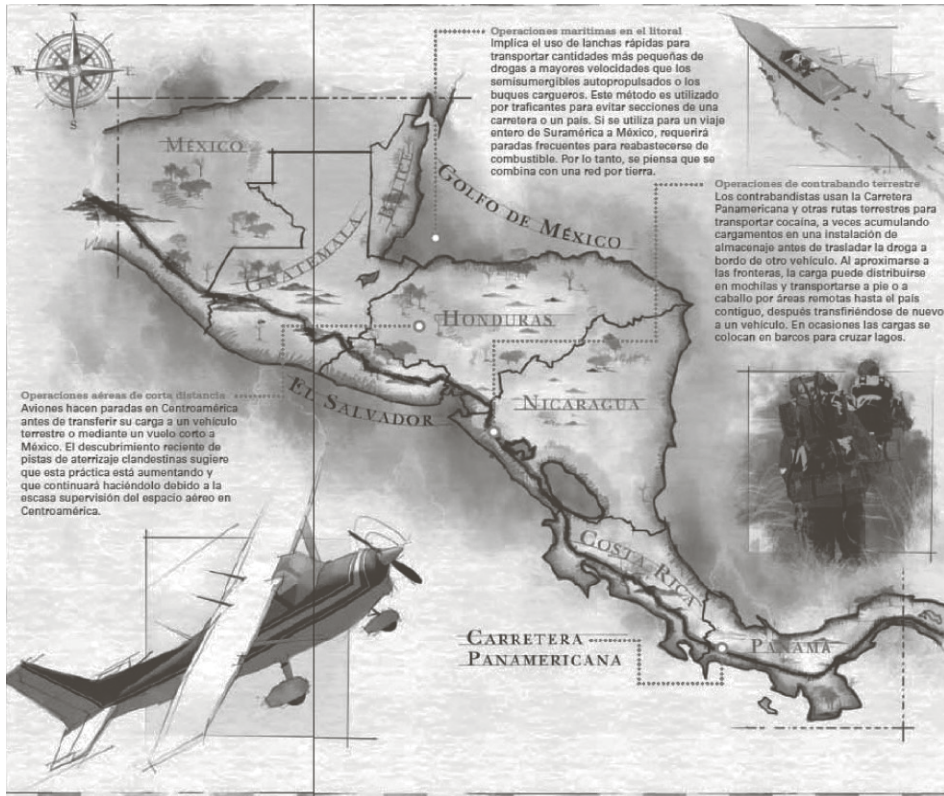 N
W
E
S
Operaciones marítimas en el litoral
Implica el uso de lanchas rápidas para
transportar cantidades más pequeñas de
drogas a mayores velocidades que los
semisumergibles autopropulsados o los
buques cargueros. Este método es utilizado
por traficantes para evitar secciones de una
carretera o un país. Si se utiliza para un viaje
entero de Suramérica a México, requerirá
paradas frecuentes para reabastecerse de
combustible. Por lo tanto, se piensa que se
combina con una red por tierra.
MÉXICO
BELICE
GOLFO DE MÉXICO
GUATEMALA
Operaciones de contrabando terrestre
Los contrabandistas usan la Carretera
Panamericana y otras rutas terrestres para
transportar cocaína, a veces acumulando
cargamentos en una instalación de
almacenaje antes de trasladar la droga a
bordo de otro vehículo. Al aproximarse a
las fronteras, la carga puede distribuirse
en mochilas y transportarse a pie o a
caballo por áreas remotas hasta el país
contiguo, después transfiriéndose de nuevo
a un vehículo. En ocasiones las cargas se
colocan en barcos para cruzar lagos.
HONDURAS
EL SALVADOR
NICARAGUA
Operaciones aéreas de corta distancia
Aviones hacen paradas en Centroamérica
antes de transferir su carga a un vehículo
terrestre o mediante un vuelo corto a
México. El descubrimiento reciente de
pistas de aterrizaje clandestinas sugiere
que esta práctica está aumentando y
que continuará haciéndolo debido a la
escasa supervisión del espacio aéreo en
Centroamérica.
COSTA RICA
CARRETERA
PANAMERICANA
PANAMÁ